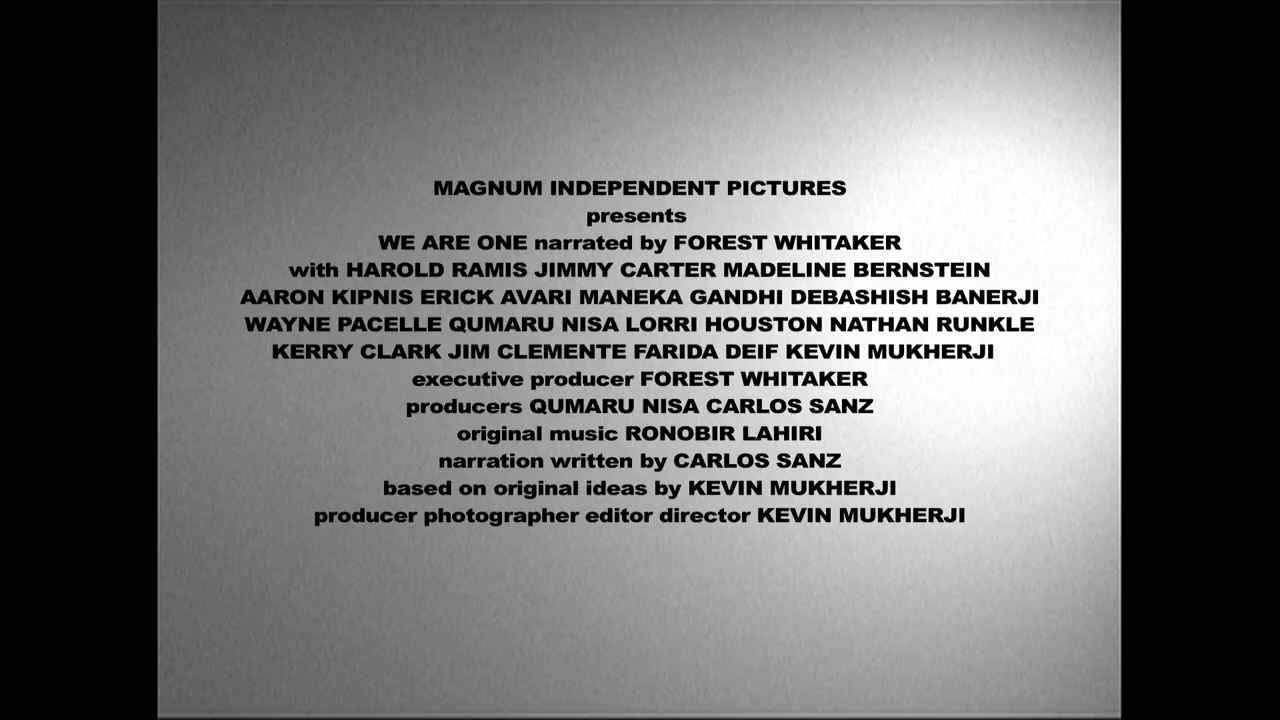 MAGNUM INDEPENDENT PICTURES
presents
WE ARE ONE narrated by FOREST WHITAKER
with HAROLD RAMIS JIMMY CARTER MADELINE BERNSTEIN
AARON KIPNIS ERICK AVARI MANEKA GANDHI DEBASHISH BANERJI
WAYNE PACELLE QUMARU NISA LORRI HOUSTON NATHAN RUNKLE
KERRY CLARK JIM CLEMENTE FARIDA DEIF KEVIN MUKHERJI
executive producer FOREST WHITAKER
producers QUMARU NISA CARLOS SANZ
original music RONOBIR LAHIRI
narration written by CARLOS SANZ
based on original ideas by KEVIN MUKHERJI
producer photographer editor director KEVIN MUKHERJI